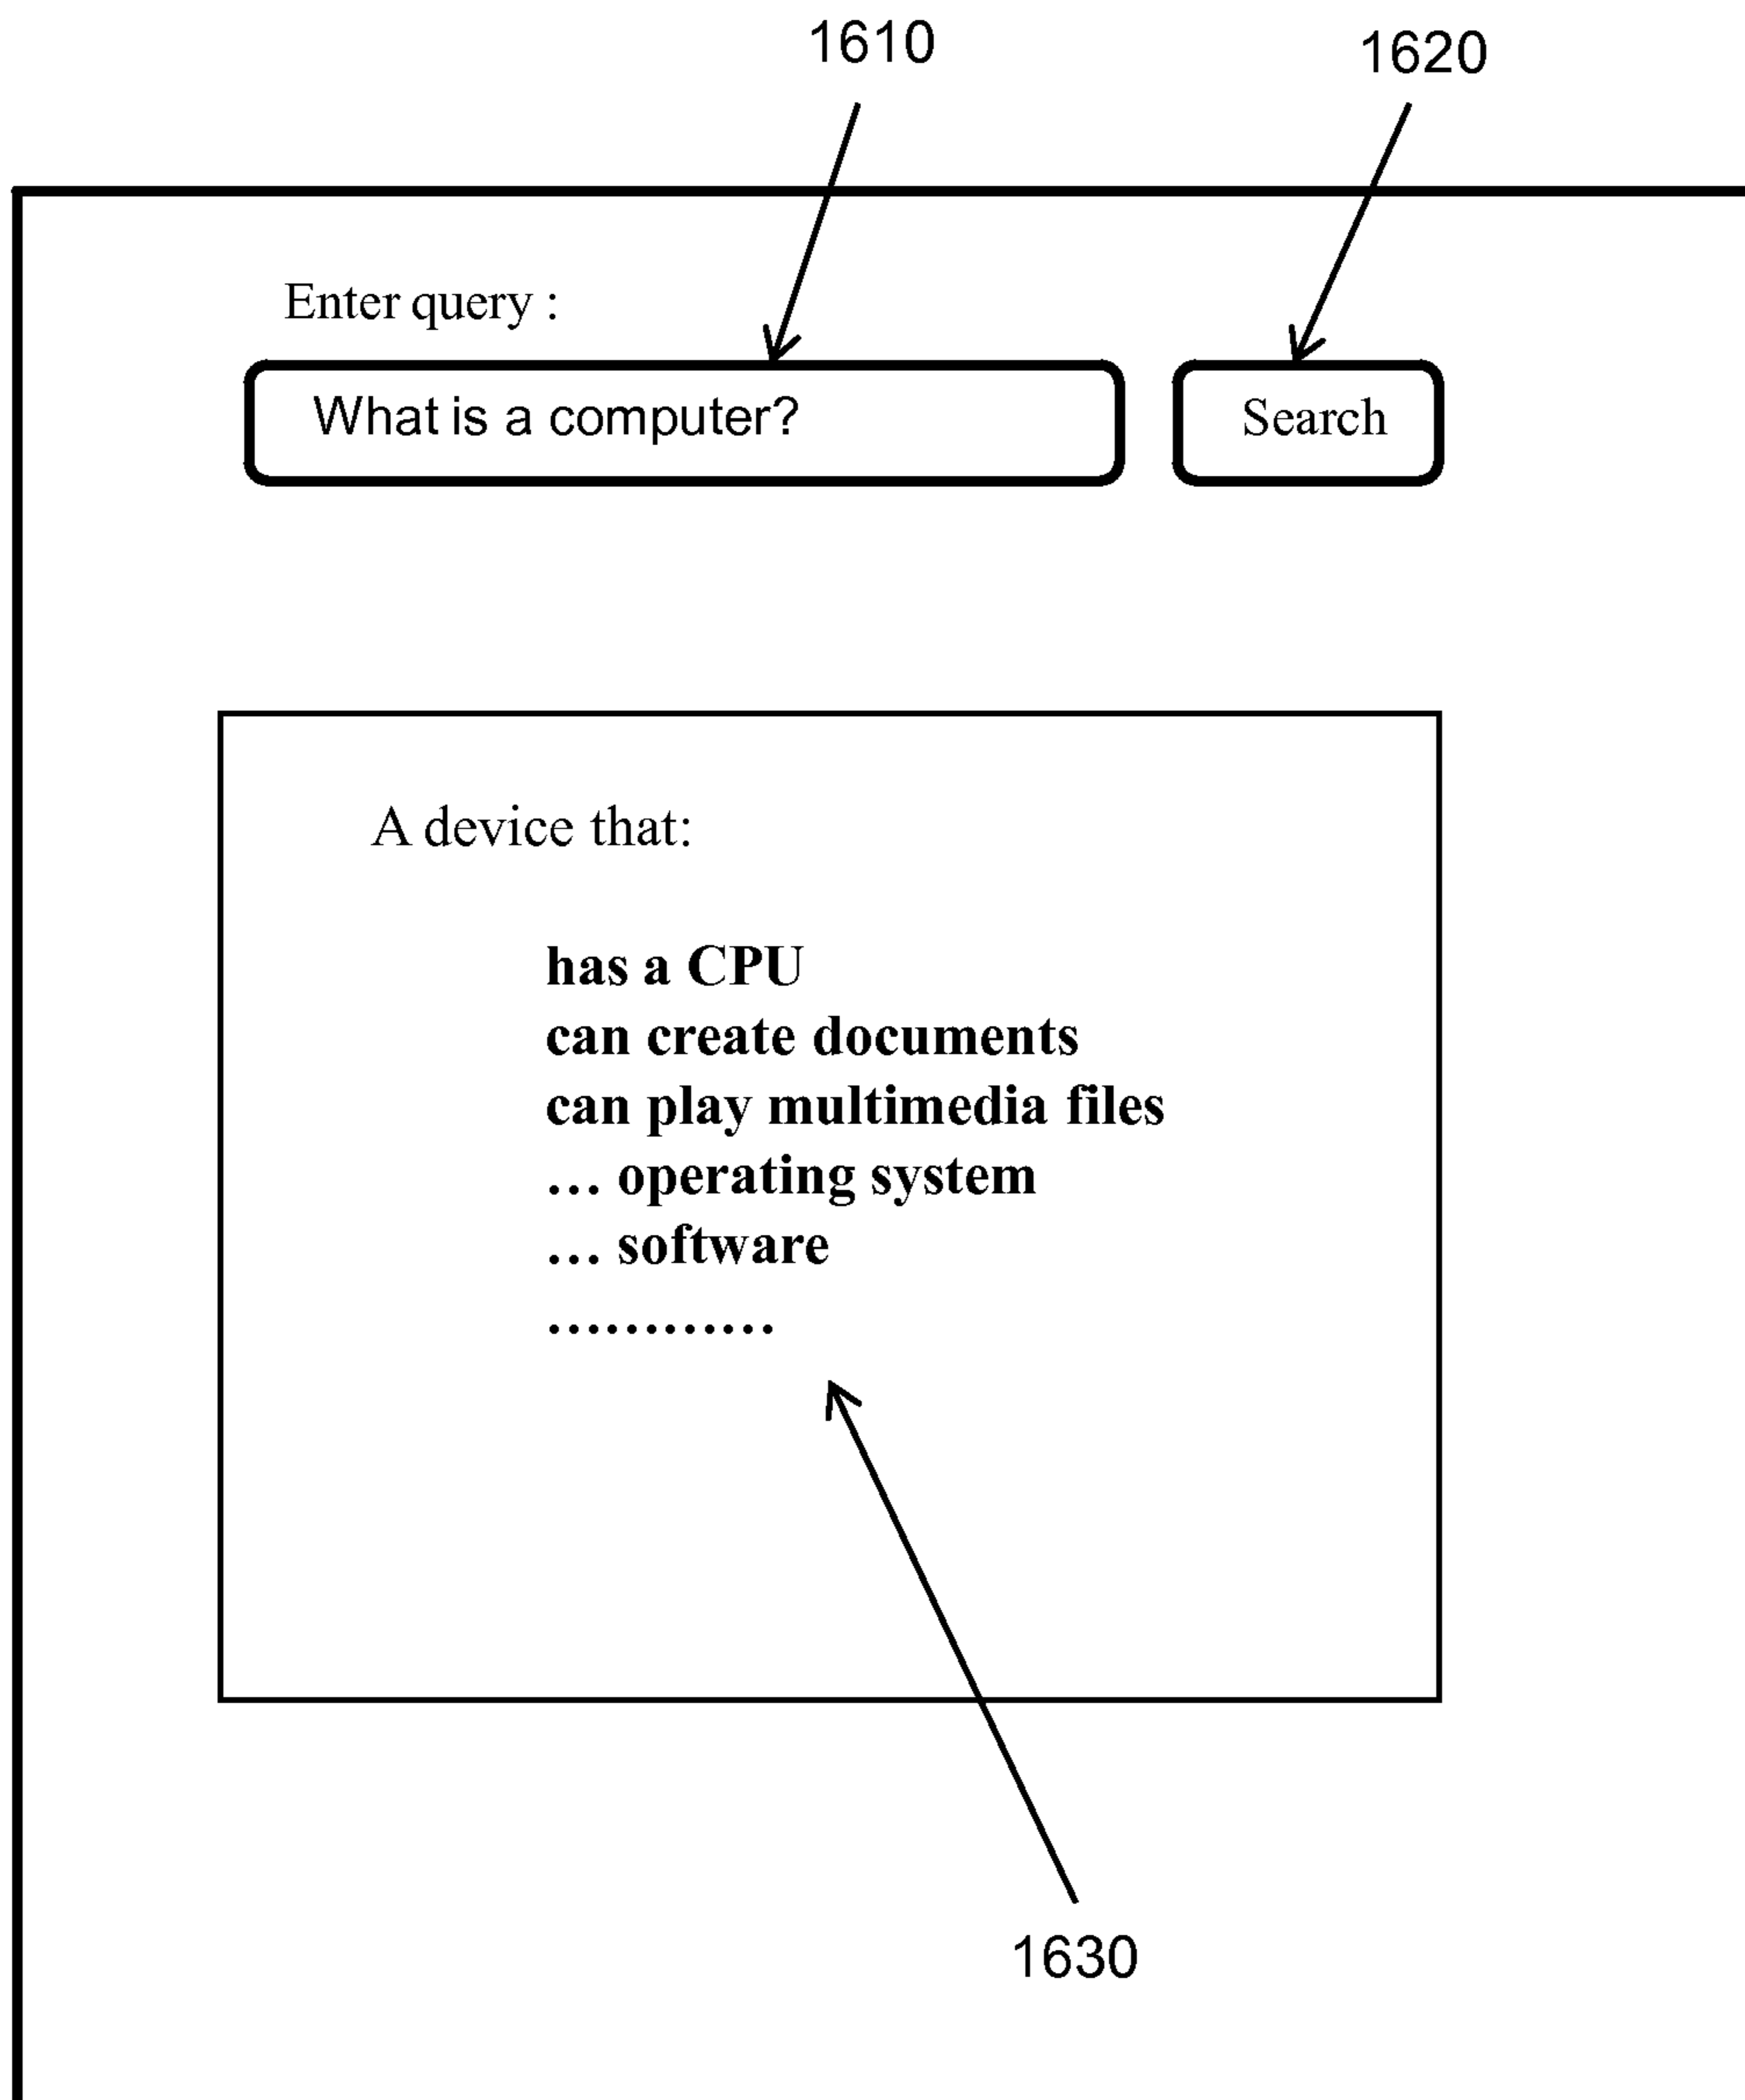 1610 1620
Enter query :
What is a computer? Search
A device that:
has a CPU
can create documents
can play multimedia files
… operating system
… software
…………
1630